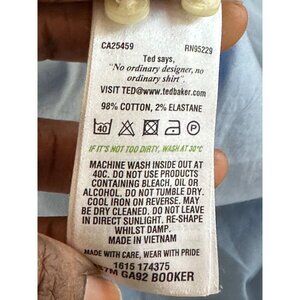 CA25459 RN95229
Ted says,
"No ordinary designer, no
ordinary shirt".
VISIT TED@www.tedbaker.com
98% COTTON, 2% ELASTANE
40
IF IT'S NOT TOO DIRTY, WASH AT 30°C
MACHINE WASH INSIDE OUT AT
40C. DO NOT USE PRODUCTS
CONTAINING BLEACH, OIL OR
ALCOHOL. DO NOT TUMBLE DRY.
COOL IRON ON REVERSE. MAY
BE DRY CLEANED. DO NOT LEAVE
IN DIRECT SUNLIGHT. RE-SHAPE
WHILST DAMP.
MADE IN VIETNAM
MADE WITH CARE, WEAR WITH PRIDE
1615 174375
7M GA92 BOOKER